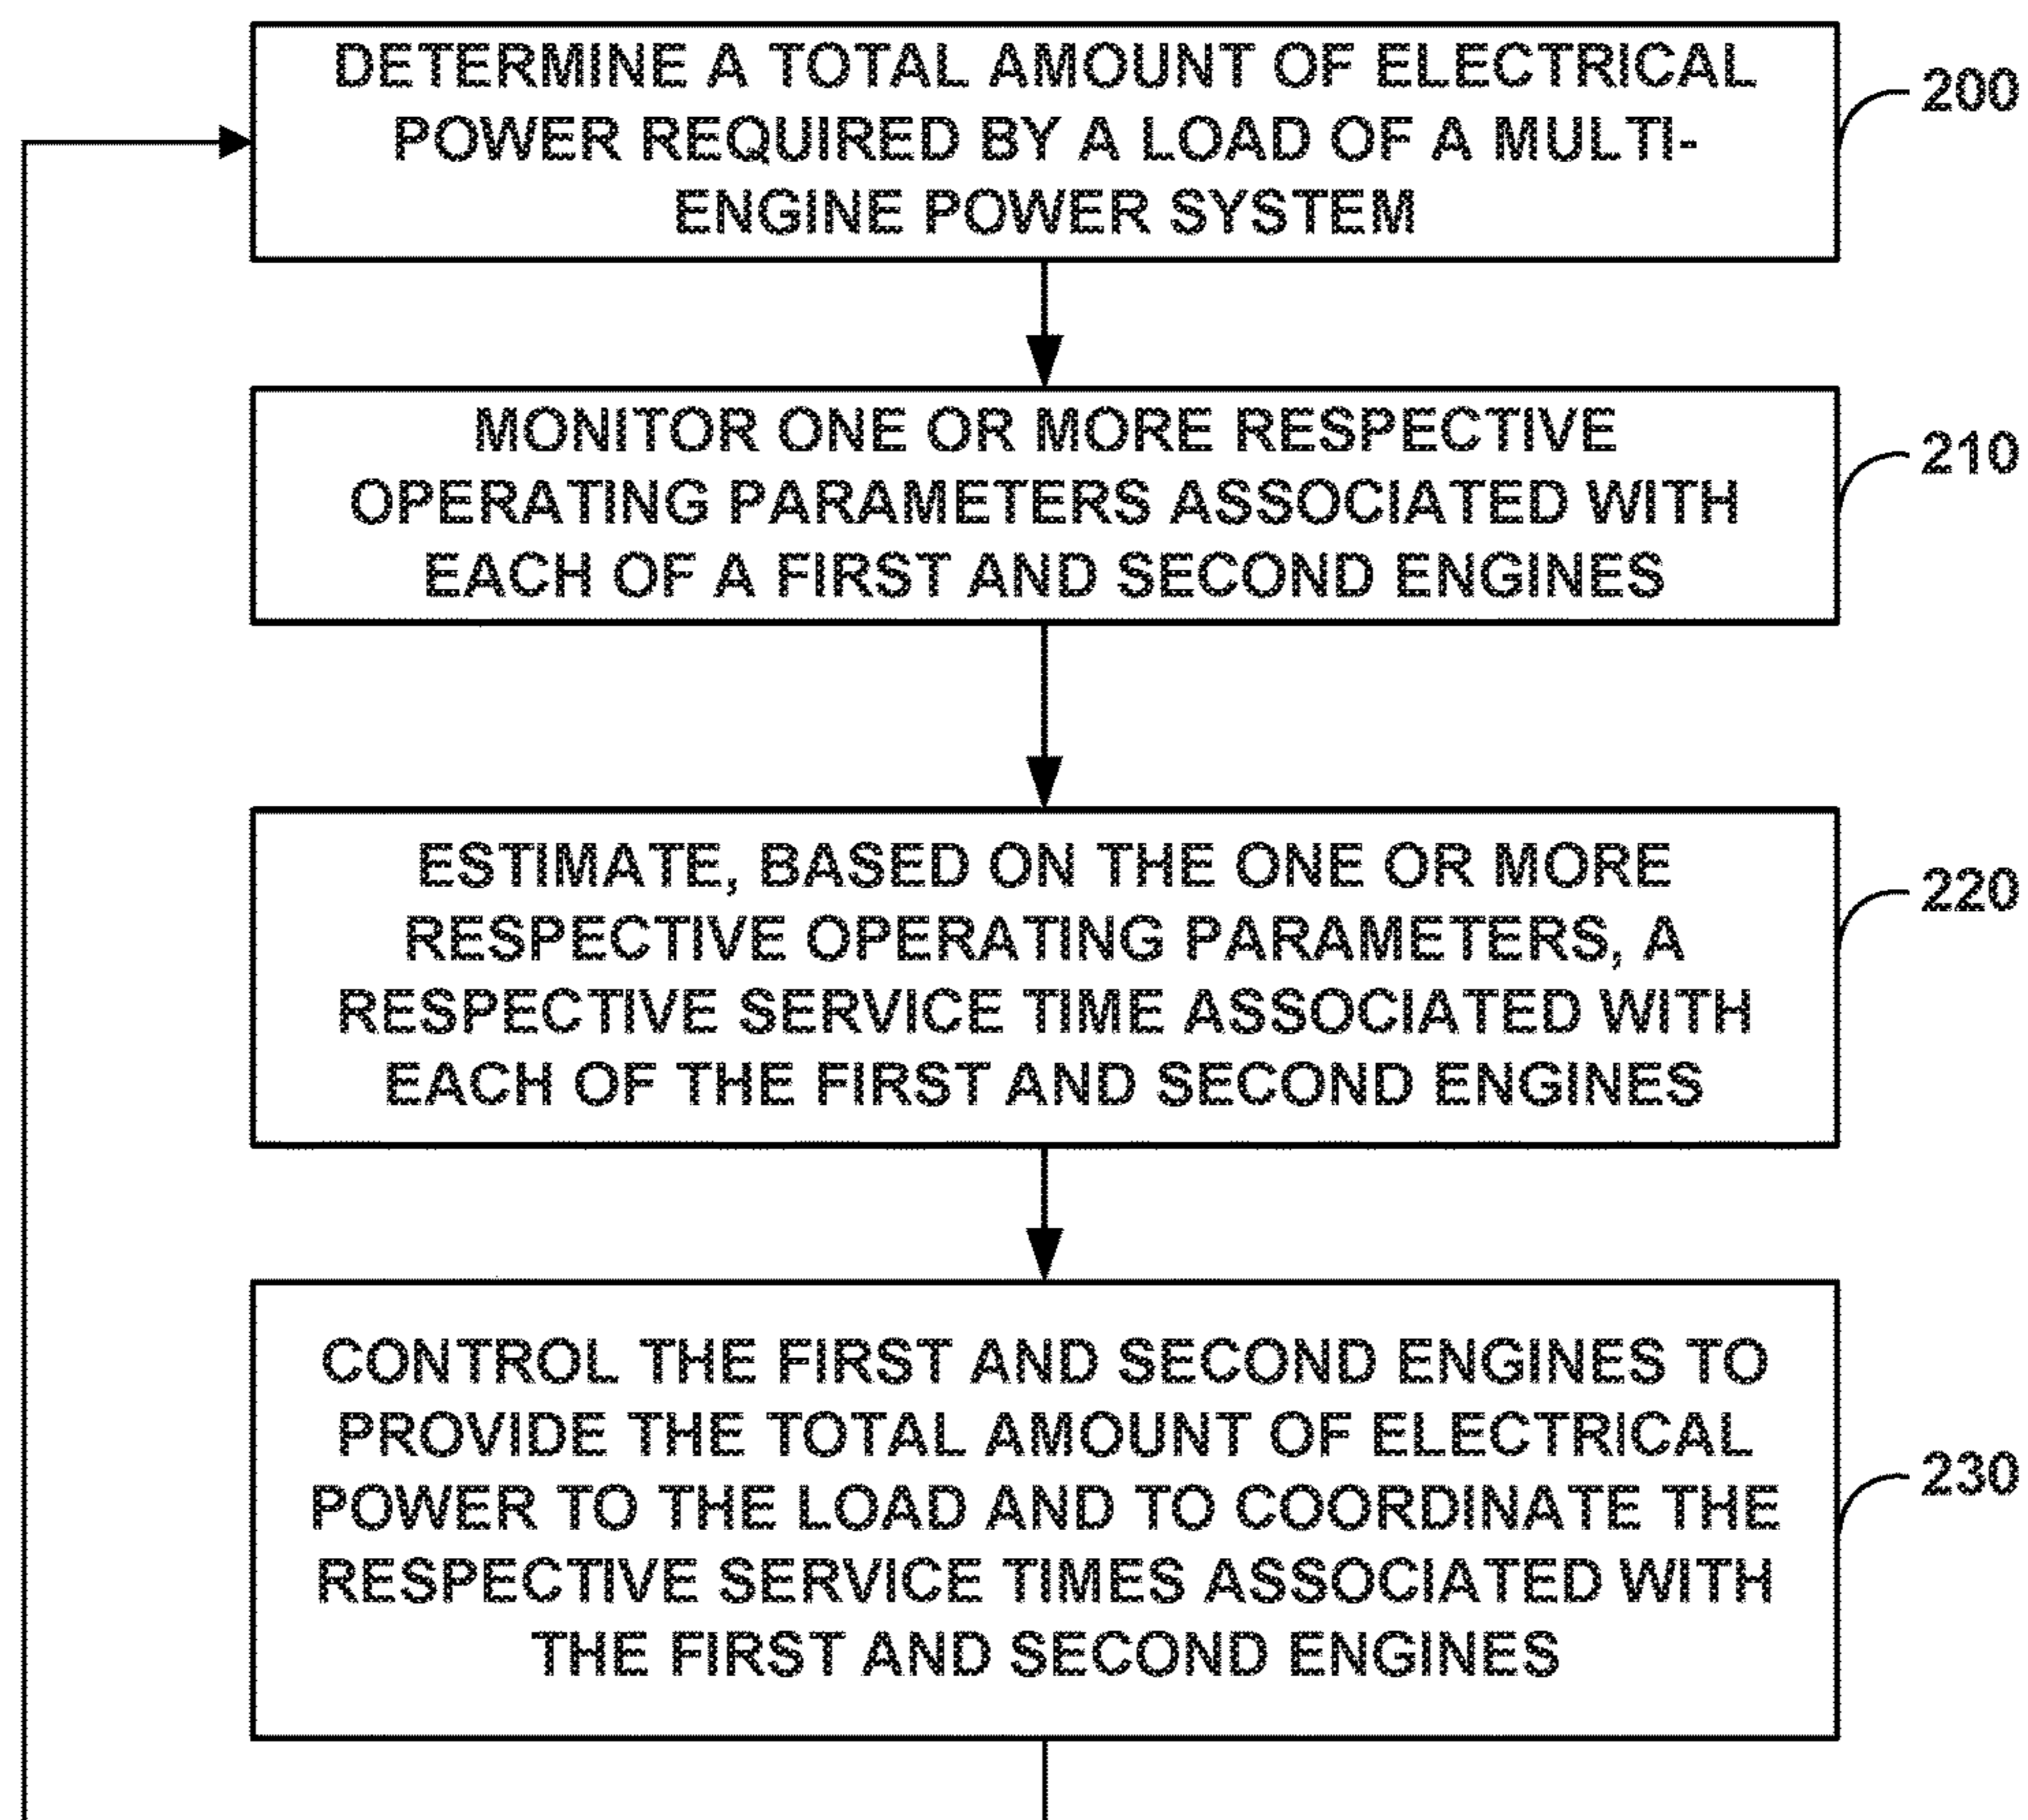 DETERMINE A TOTAL AMOUNT OF ELECTRICAL
POWER REQUIRED BY A LOAD OF A MULTI-
ENGINE POWER SYSTEM
200
MONITOR ONE OR MORE RESPECTIVE
OPERATING PARAMETERS ASSOCIATED WITH
EACH OF A FIRST AND SECOND ENGINES
210
ESTIMATE, BASED ON THE ONE OR MORE
RESPECTIVE OPERATING PARAMETERS, A
RESPECTIVE SERVICE TIME ASSOCIATED WITH
EACH OF THE FIRST AND SECOND ENGINES
220
CONTROL THE FIRST AND SECOND ENGINES TO
PROVIDE THE TOTAL AMOUNT OF ELECTRICAL
POWER TO THE LOAD AND TO COORDINATE THE
RESPECTIVE SERVICE TIMES ASSOCIATED WITH
THE FIRST AND SECOND ENGINES
230